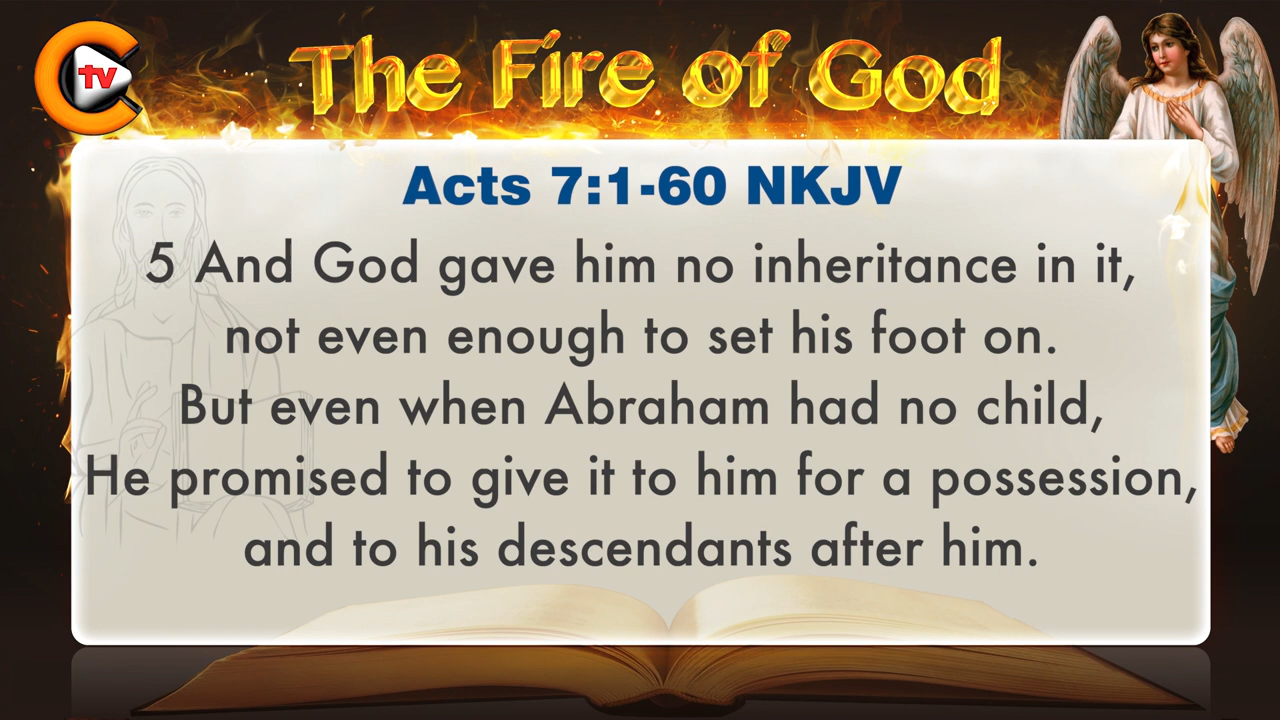 tv
The Fire of God
Acts 7:1-60 NKJV
5 And God gave him no inheritance in it,
not even enough to set his foot on.
But even when Abraham had no child,
He promised to give it to him for a possession,
and to his descendants after him.